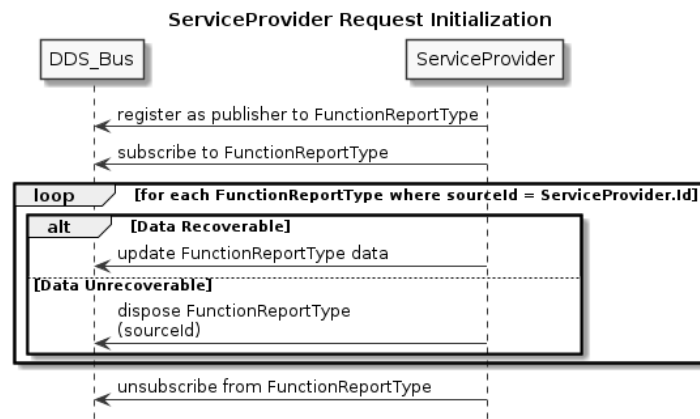 ServiceProvider Request Initialization
DDS_Bus
ServiceProvider
register as publisher to FunctionReportType
subscribe to FunctionReportType
loop
[for each FunctionReportType where sourceId = ServiceProvider.Id]
alt
[Data Recoverable]
update FunctionReportType data
[Data Unrecoverable]
dispose FunctionReportType
(sourceId)
unsubscribe from FunctionReportType